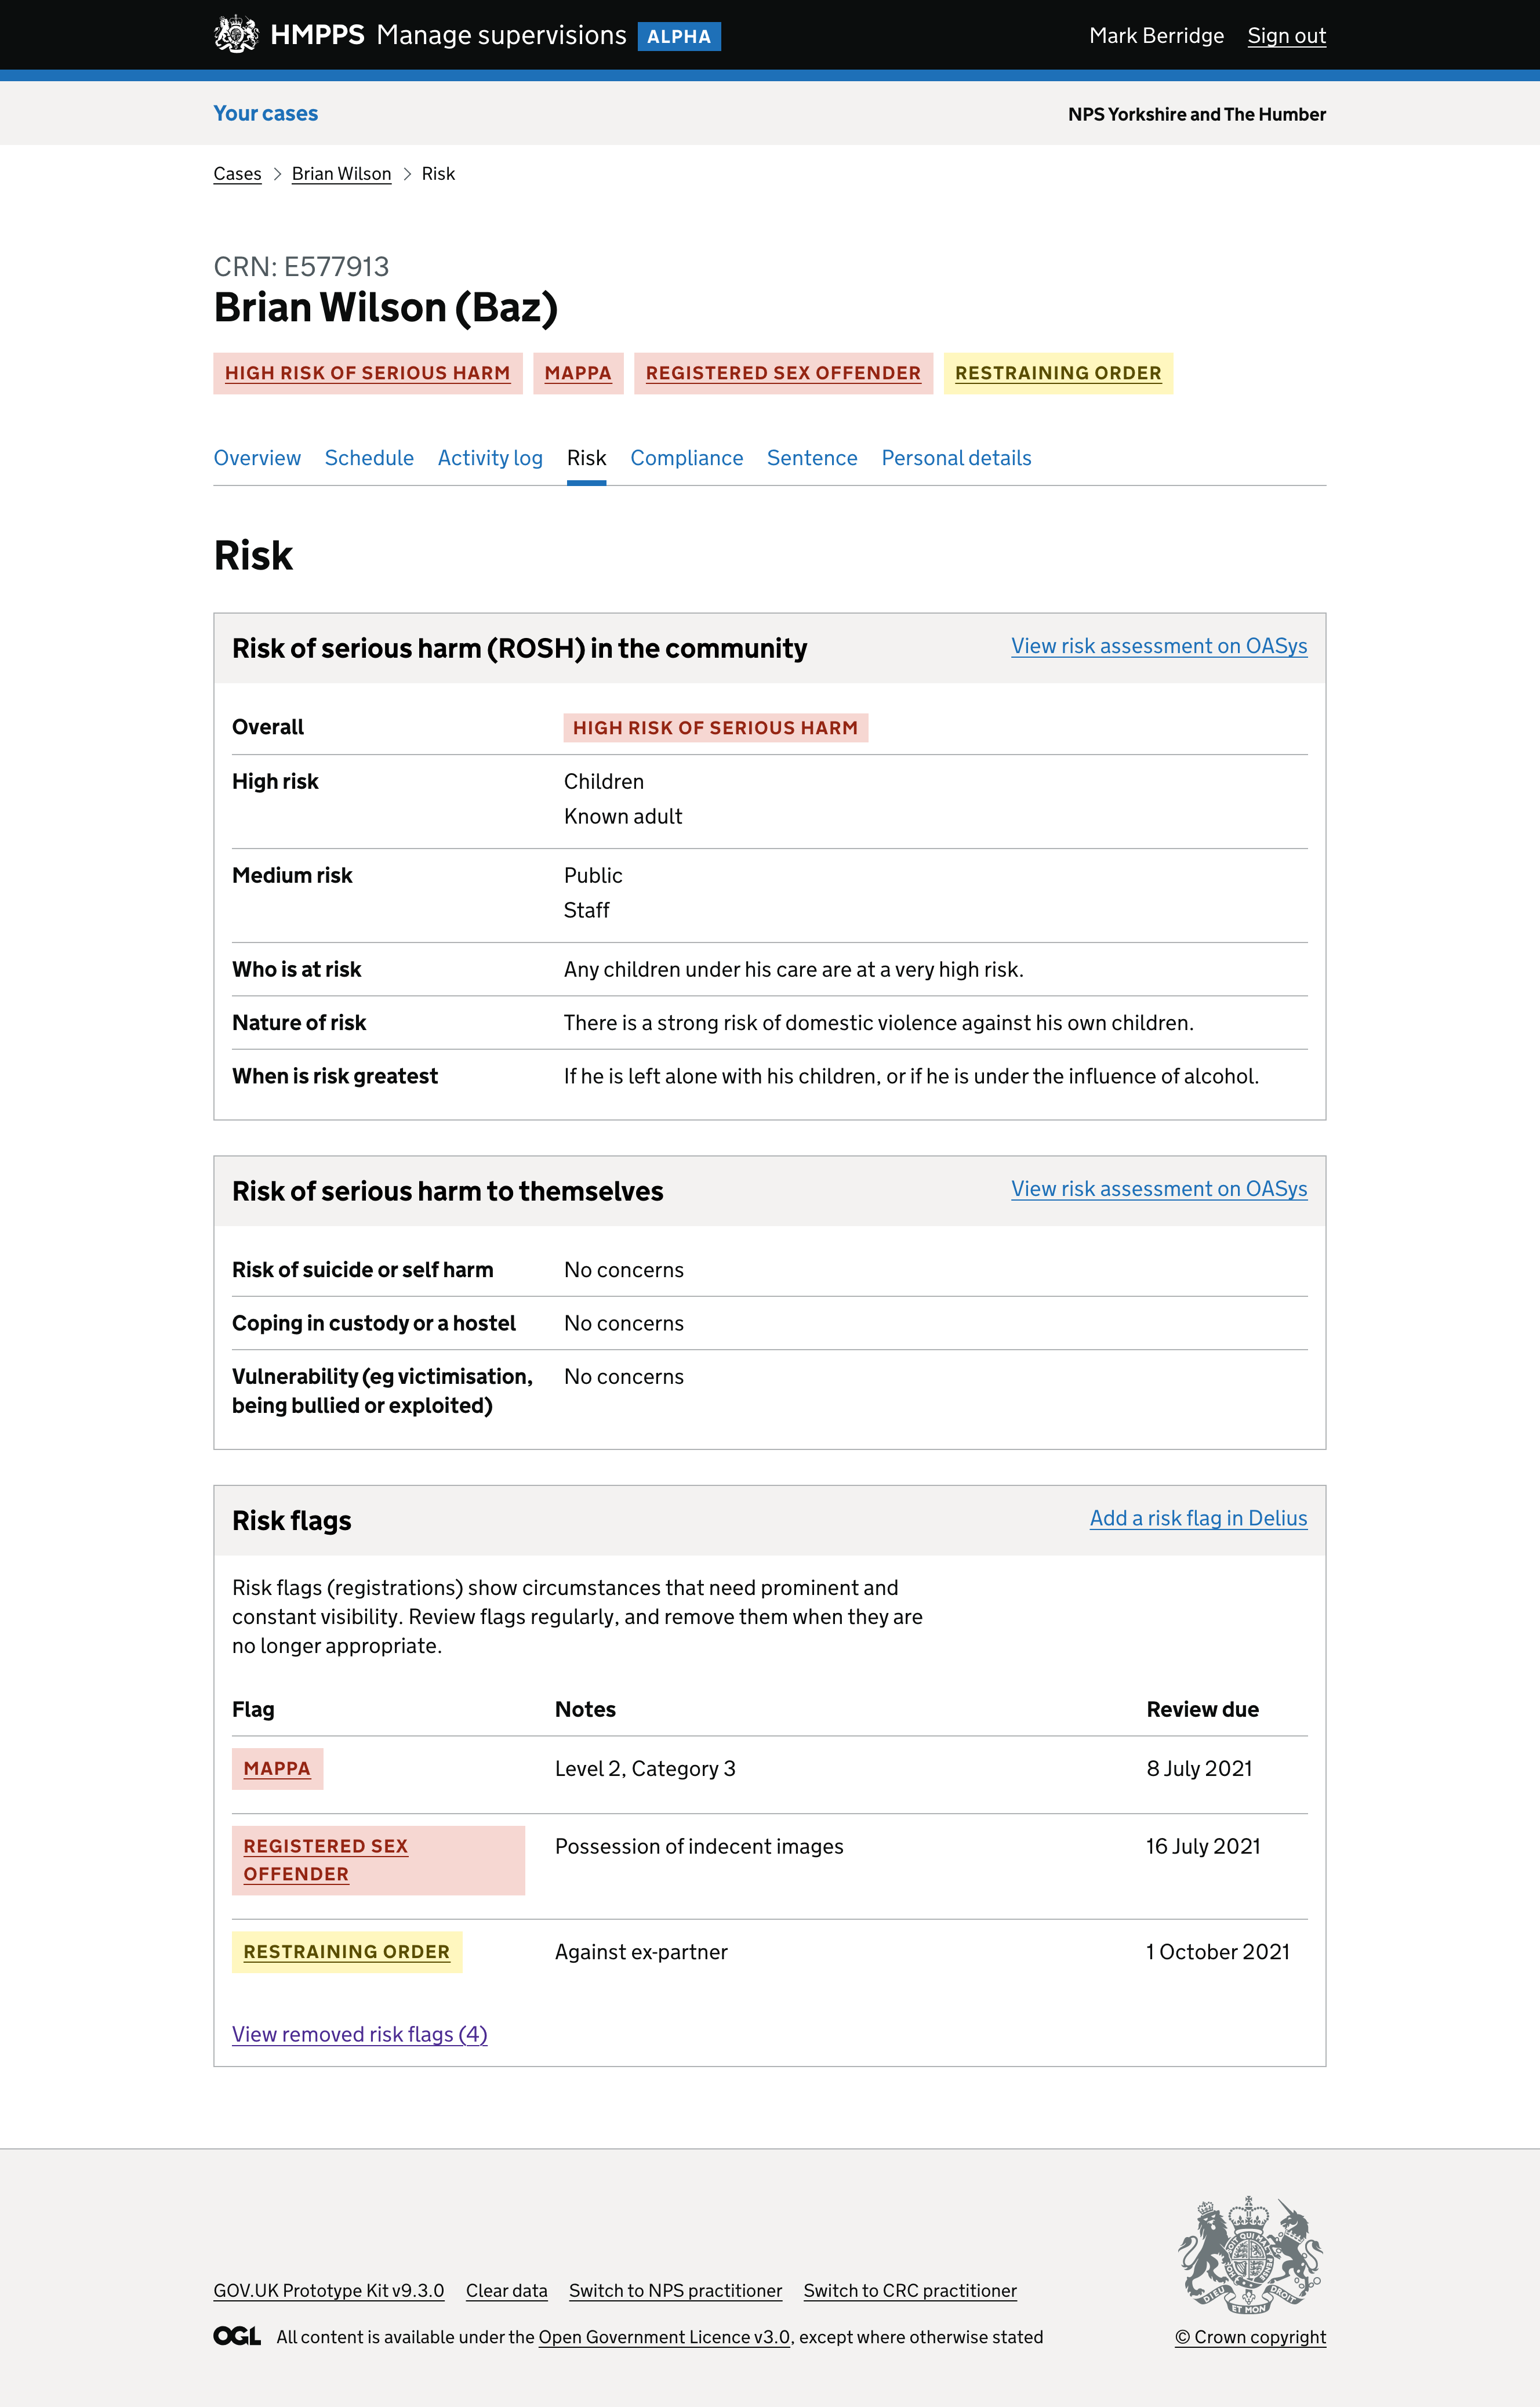 HMPPS Manage supervisions ALPHA
Mark Berridge Sign out
Your cases
NPS Yorkshire and The Humber
Cases > Brian Wilson > Risk
CRN: E577913
Brian Wilson (Baz)
HIGH RISK OF SERIOUS HARM MAPPA REGISTERED SEX OFFENDER RESTRAINING ORDER
Overview Schedule Activity log Risk Compliance Sentence Personal details
Risk
Risk of serious harm (ROSH) in the community View risk assessment on OASys
Overall HIGH RISK OF SERIOUS HARM
High risk Children
Known adult
Medium risk Public
Staff
Who is at risk Any children under his care are at a very high risk.
Nature of risk There is a strong risk of domestic violence against his own children.
When is risk greatest If he is left alone with his children, or if he is under the influence of alcohol.
Risk of serious harm to themselves View risk assessment on OASys
Risk of suicide or self harm No concerns
Coping in custody or a hostel No concerns
Vulnerability (eg victimisation, No concerns
being bullied or exploited)
Risk flags Add a risk flag in Delius
Risk flags (registrations) show circumstances that need prominent and
constant visibility. Review flags regularly, and remove them when they are
no longer appropriate.
Flag Notes Review due
MAPPA Level 2, Category 3 8 July 2021
REGISTERED SEX Possession of indecent images 16 July 2021
OFFENDER
RESTRAINING ORDER Against ex-partner 1 October 2021
View removed risk flags (4)
GOV.UK Prototype Kit v9.3.0 Clear data Switch to NPS practitioner Switch to CRC practitioner
OGL All content is available under the Open Government Licence v3.0, except where otherwise stated
DIEU ET MON DROIT
© Crown copyright